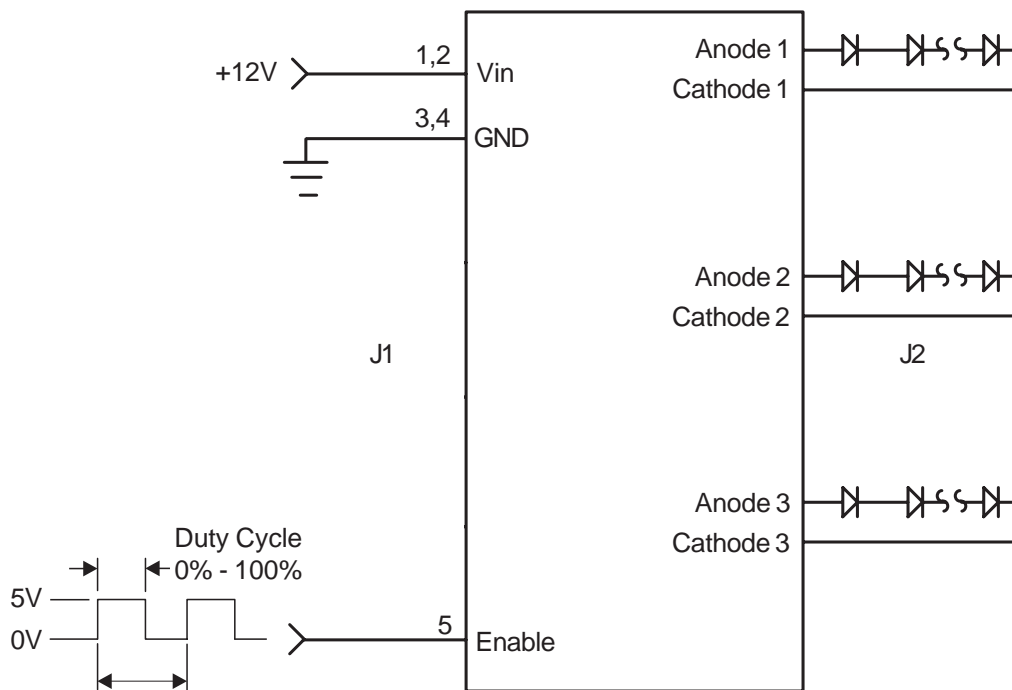 Anode 1
1,2
+12V
Vin
Cathode 1
3,4
GND
Anode 2
Cathode 2
J1
J2
Anode 3
Duty Cycle
0% - 100%
Cathode 3
5V
0V
5
Enable